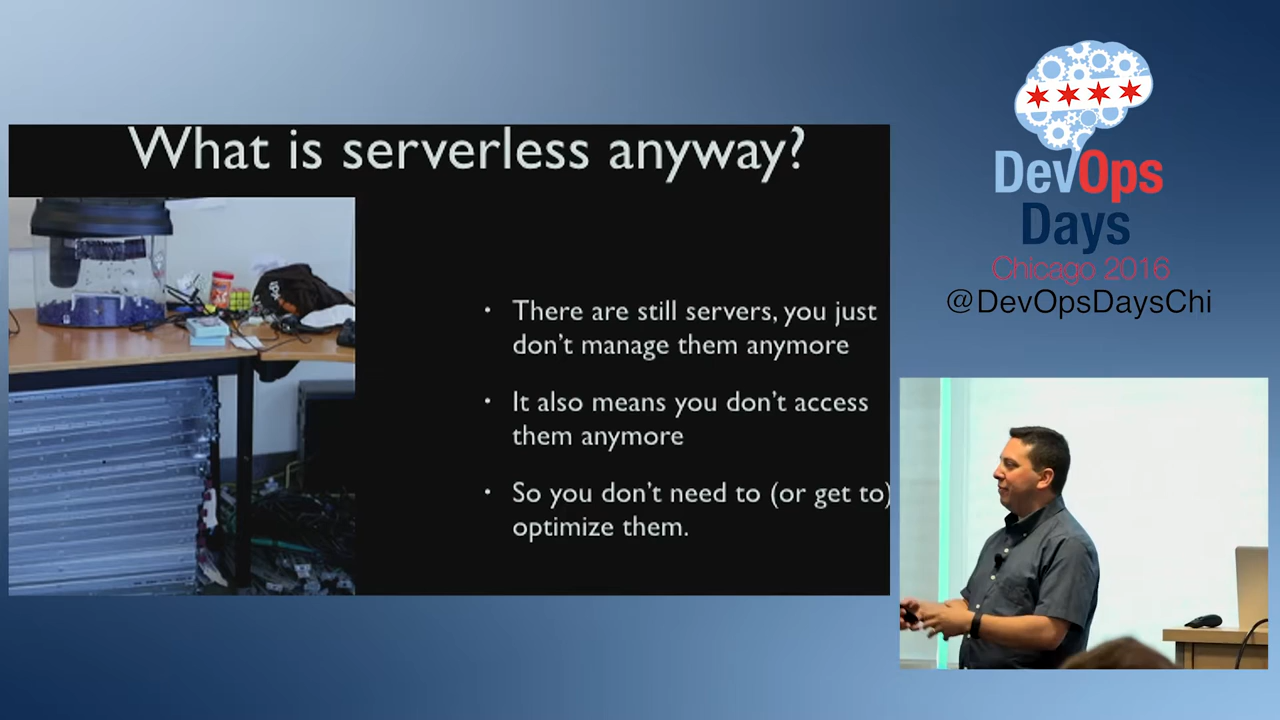 What is serverless anyway?
• There are still servers, you just
don't manage them anymore
• It also means you don't access
them anymore
• So you don't need to (or get to)
optimize them.
DevOps
Days
Chicago 2016
@DevOpsDaysChi